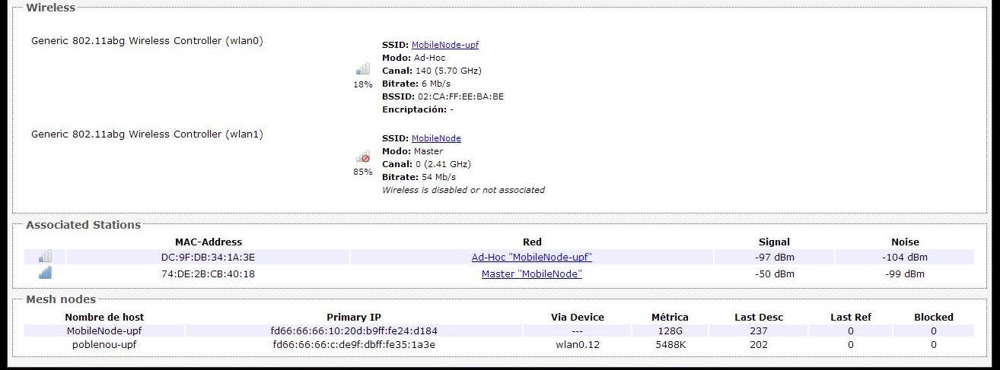 Wireless
Generic 802.11abg Wireless Controller (wlan0)
18%
SSID: MobileNode-upf
Modo: Ad-Hoc
Canal: 140 (5.70 GHz)
Bitrate: 6 Mb/s
BSSID: 02:CA:FF:EE:BA:BE
Encriptación: -
Generic 802.11abg Wireless Controller (wlan1)
85%
SSID: MobileNode
Modo: Master
Canal: 0 (2.41 GHz)
Bitrate: 54 Mb/s
Wireless is disabled or not associated
Associated Stations
MAC-Address Red Signal Noise
DC:9F:DB:34:1A:3E Ad-Hoc "MobileNode-upf" -97 dBm -104 dBm
74:DE:2B:CB:40:18 Master "MobileNode" -50 dBm -99 dBm
Mesh nodes
Nombre de host Primary IP Via Device Métrica Last Desc Last Ref Blocked
MobileNode-upf fd66:66:66:10:20d:b9ff:fe24:d184 --- 128G 237 0 0
poblenou-upf fd66:66:66:c:de9f:dbff:fe35:1a3e wlan0.12 5488K 202 0 0